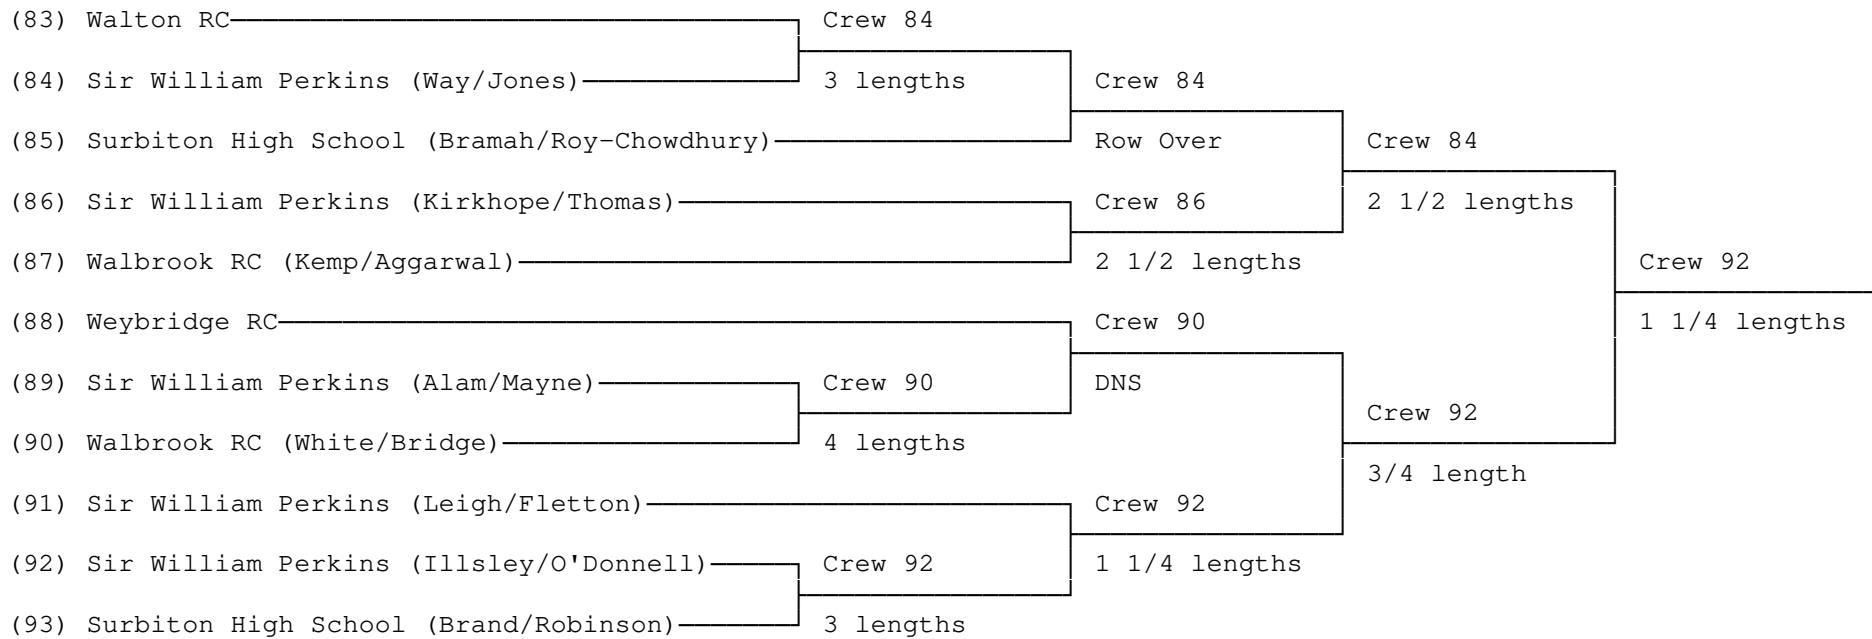 (83) Walton RC Crew 84
(84) Sir William Perkins (Way/Jones) 3 lengths Crew 84
(85) Surbiton High School (Bramah/Roy-Chowdhury) Row Over Crew 84
(86) Sir William Perkins (Kirkhope/Thomas) Crew 86 2 1/2 lengths
(87) Walbrook RC (Kemp/Aggarwal) 2 1/2 lengths Crew 92
(88) Weybridge RC Crew 90 1 1/4 lengths
(89) Sir William Perkins (Alam/Mayne) Crew 90 DNS
Crew 92
(90) Walbrook RC (White/Bridge) 4 lengths
3/4 length
(91) Sir William Perkins (Leigh/Fletton) Crew 92
(92) Sir William Perkins (Illsley/O'Donnell) Crew 92 1 1/4 lengths
(93) Surbiton High School (Brand/Robinson) 3 lengths